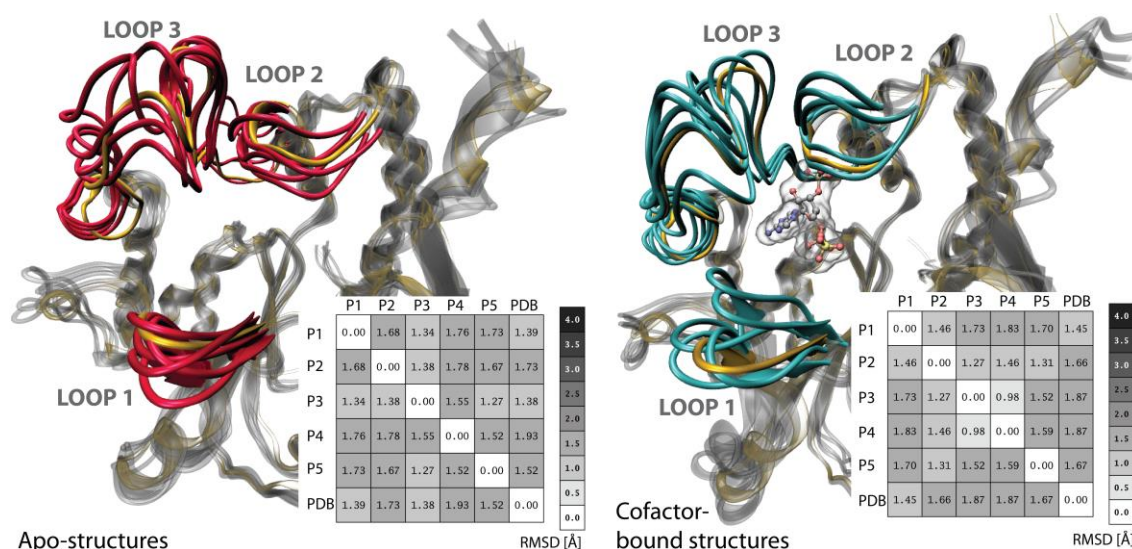 LOOP 3
LOOP 2
LOOP 1
P1 P2 P3 P4 P5 PDB
P1 0.00 1.68 1.34 1.76 1.73 1.39
P2 1.68 0.00 1.38 1.78 1.67 1.73
P3 1.34 1.38 0.00 1.55 1.27 1.38
P4 1.76 1.78 1.55 0.00 1.52 1.93
P5 1.73 1.67 1.27 1.52 0.00 1.52
PDB 1.39 1.73 1.38 1.93 1.52 0.00
4.0
3.5
3.0
2.5
2.0
1.5
1.0
0.5
0.0
Apo-structures
RMSD [Å]
LOOP 3
LOOP 2
LOOP 1
P1 P2 P3 P4 P5 PDB
P1 0.00 1.46 1.73 1.83 1.70 1.45
P2 1.46 0.00 1.27 1.46 1.31 1.66
P3 1.73 1.27 0.00 0.98 1.52 1.87
P4 1.83 1.46 0.98 0.00 1.59 1.87
P5 1.70 1.31 1.52 1.59 0.00 1.67
PDB 1.45 1.66 1.87 1.87 1.67 0.00
4.0
3.5
3.0
2.5
2.0
1.5
1.0
0.5
0.0
Cofactor-
bound structures
RMSD [Å]